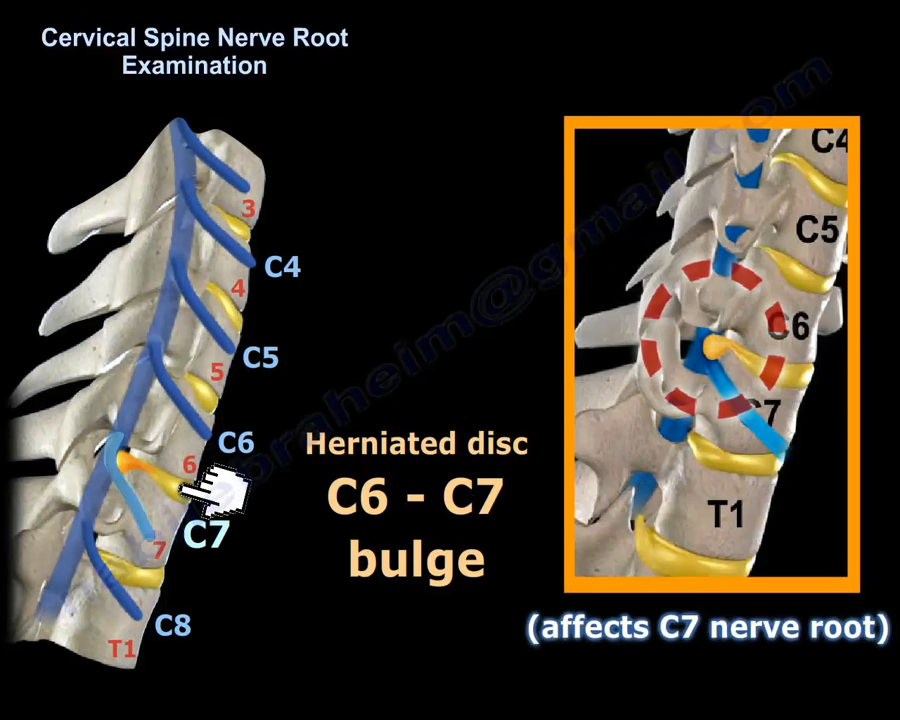 Cervical Spine Nerve Root
Examination
3
C4
4
C5
5
C6
6
C7
7
C8
T1
Herniated disc
C6 - C7
bulge
C4
C5
C6
C7
T1
(affects C7 nerve root)